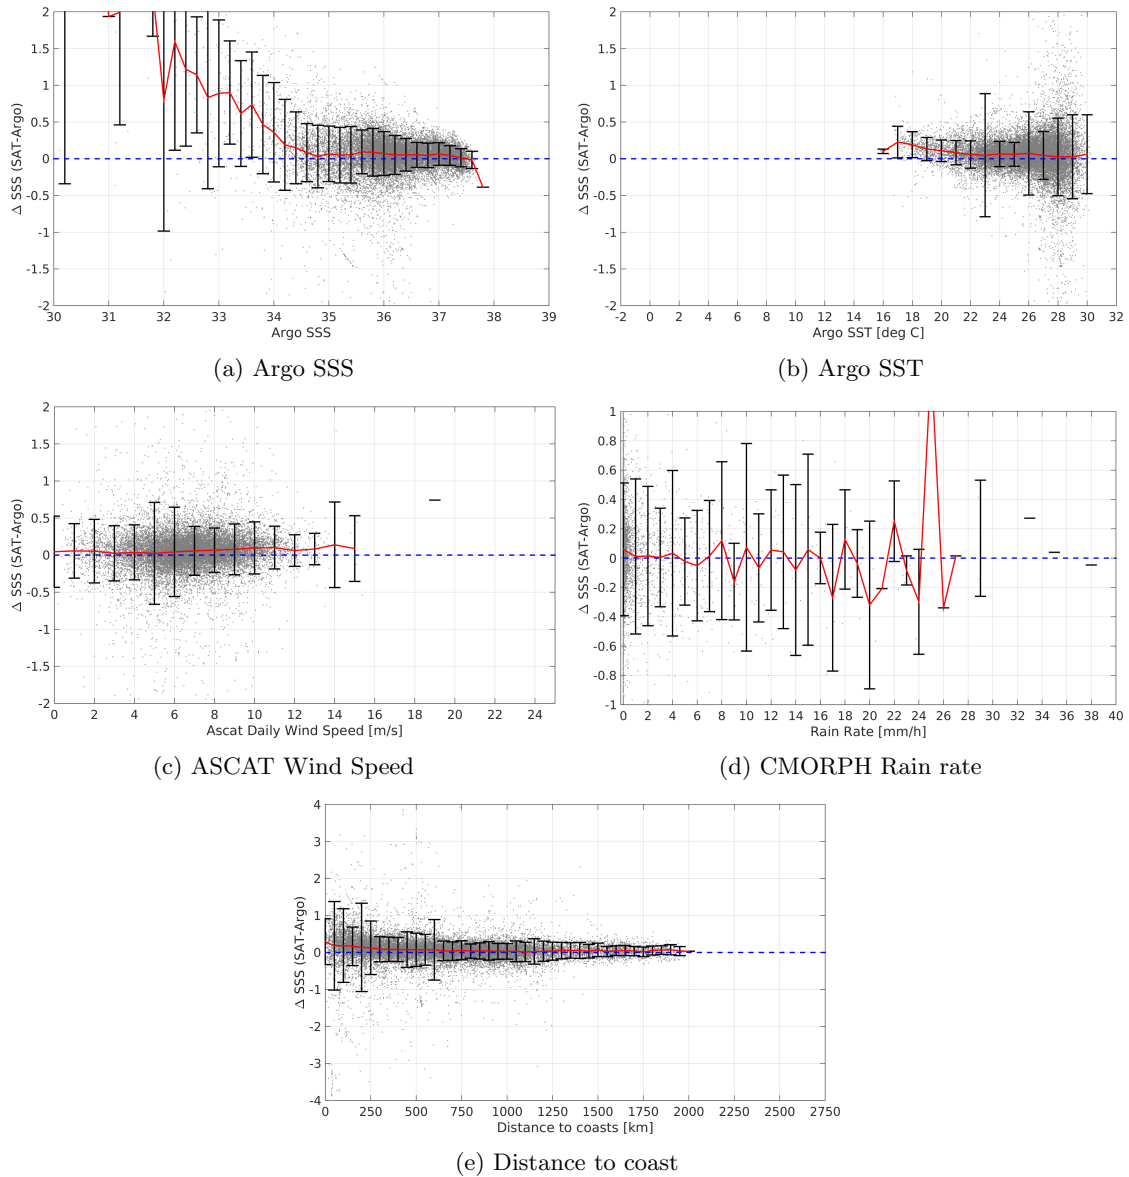 2
1.5
1
0.5
0
-0.5
-1
-1.5
-2
Δ SSS (SAT-Argo)
30 31 32 33 34 35 36 37 38 39
Argo SSS
(a) Argo SSS
2
1.5
1
0.5
0
-0.5
-1
-1.5
-2
Δ SSS (SAT-Argo)
-2 0 2 4 6 8 10 12 14 16 18 20 22 24 26 28 30 32
Argo SST [deg C]
(b) Argo SST
2
1.5
1
0.5
0
-0.5
-1
-1.5
-2
Δ SSS (SAT-Argo)
0 2 4 6 8 10 12 14 16 18 20 22 24
Ascat Daily Wind Speed [m/s]
(c) ASCAT Wind Speed
1
0.8
0.6
0.4
0.2
0
-0.2
-0.4
-0.6
-0.8
-1
Δ SSS (SAT-Argo)
0 2 4 6 8 10 12 14 16 18 20 22 24 26 28 30 32 34 36 38 40
Rain Rate [mm/h]
(d) CMORPH Rain rate
4
3
2
1
0
-1
-2
-3
-4
Δ SSS (SAT-Argo)
0 250 500 750 1000 1250 1500 1750 2000 2250 2500 2750
Distance to coasts [km]
(e) Distance to coast